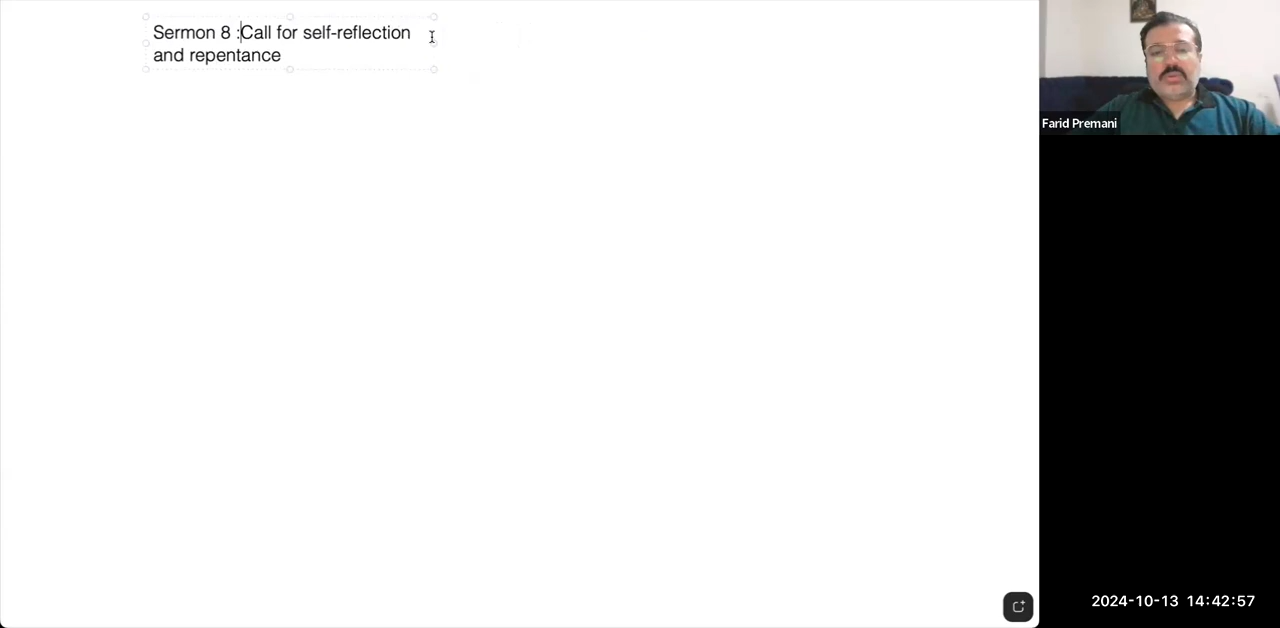 Sermon 8 :Call for self-reflection
and repentance
Farid Premani
2024-10-13 14:42:57